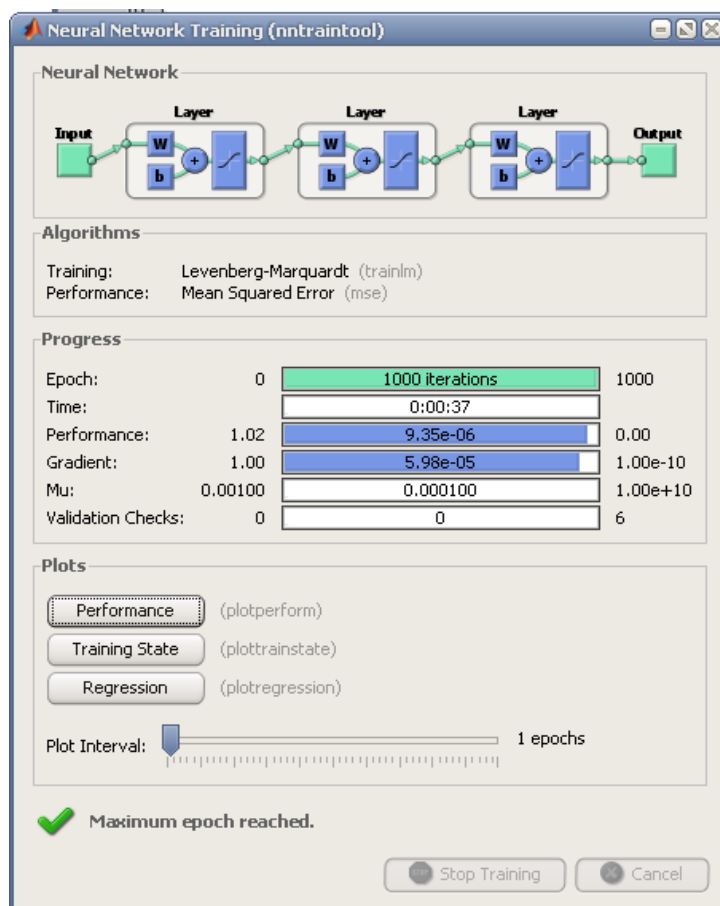 Neural Network Training (nntraintool)
Neural Network
Layer Layer Layer
Input Output
W W W
+ + +
b b b
Algorithms
Training: Levenberg-Marquardt (trainlm)
Performance: Mean Squared Error (mse)
Progress
Epoch: 0 1000 iterations 1000
Time: 0:00:37
Performance: 1.02 9.35e-06 0.00
Gradient: 1.00 5.98e-05 1.00e-10
Mu: 0.00100 0.000100 1.00e+10
Validation Checks: 0 0 6
Plots
Performance (plotperform)
Training State (plottrainstate)
Regression (plotregression)
Plot Interval: 1 epochs
Maximum epoch reached.
Stop Training Cancel